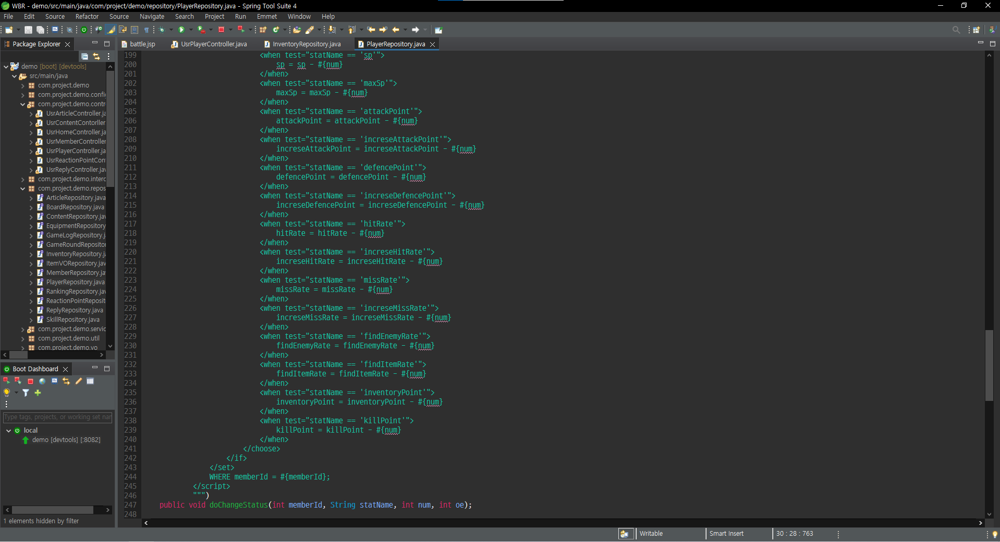 WBR - demo/src/main/java/com/project/demo/repository/PlayerRepository.java - Spring Tool Suite 4
File Edit Source Refactor Source Navigate Search Project Run Emmet Window Help
Package Explorer
battle.jsp UsrPlayerController.java InventoryRepository.java PlayerRepository.java
demo [boot] [devtools]
src/main/java
com.project.demo
com.project.demo.confi
com.project.demo.contr
UsrArticleController.ja
UsrContentContorller
UsrHomeController.ja
UsrMemberController
UsrPlayerController.ja
UsrReactionPointCon
UsrReplyController.jav
com.project.demo.interc
com.project.demo.repos
ArticleRepository.java
BoardRepository.java
ContentRepository.jav
EquipmentRepository
GameLogRepository.j
GameRoundRepositor
InventoryRepository.j
ItemVORepository.jav
MemberRepository.ja
PlayerRepository.java
RankingRepository.jav
ReactionPointReposit
ReplyRepository.java
SkillRepository.java
com.project.demo.servic
com.project.demo.util
com.project.demo.vo
Boot Dashboard
Type tags, projects, or working set nar
local
demo [devtools] [:8082]
1 elements hidden by filter
199 <when test="statName == 'sp'">
200 sp = sp - #{num}
201 </when>
202 <when test="statName == 'maxSp'">
203 maxSp = maxSp - #{num}
204 </when>
205 <when test="statName == 'attackPoint'">
206 attackPoint = attackPoint - #{num}
207 </when>
208 <when test="statName == 'increseAttackPoint'">
209 increseAttackPoint = increseAttackPoint - #{num}
210 </when>
211 <when test="statName == 'defencePoint'">
212 defencePoint = defencePoint - #{num}
213 </when>
214 <when test="statName == 'increseDefencePoint'">
215 increseDefencePoint = increseDefencePoint - #{num}
216 </when>
217 <when test="statName == 'hitRate'">
218 hitRate = hitRate - #{num}
219 </when>
220 <when test="statName == 'increseHitRate'">
221 increseHitRate = increseHitRate - #{num}
222 </when>
223 <when test="statName == 'missRate'">
224 missRate = missRate - #{num}
225 </when>
226 <when test="statName == 'increseMissRate'">
227 increseMissRate = increseMissRate - #{num}
228 </when>
229 <when test="statName == 'findEnemyRate'">
230 findEnemyRate = findEnemyRate - #{num}
231 </when>
232 <when test="statName == 'findItemRate'">
233 findItemRate = findItemRate - #{num}
234 </when>
235 <when test="statName == 'inventoryPoint'">
236 inventoryPoint = inventoryPoint - #{num}
237 </when>
238 <when test="statName == 'killPoint'">
239 killPoint = killPoint - #{num}
240 </when>
241 </choose>
242 </if>
243 </set>
244 WHERE memberId = #{memberId};
245 </script>
246 """)
247 public void doChangeStatus(int memberId, String statName, int num, int oe);
248
Writable Smart Insert 30 : 28 : 763